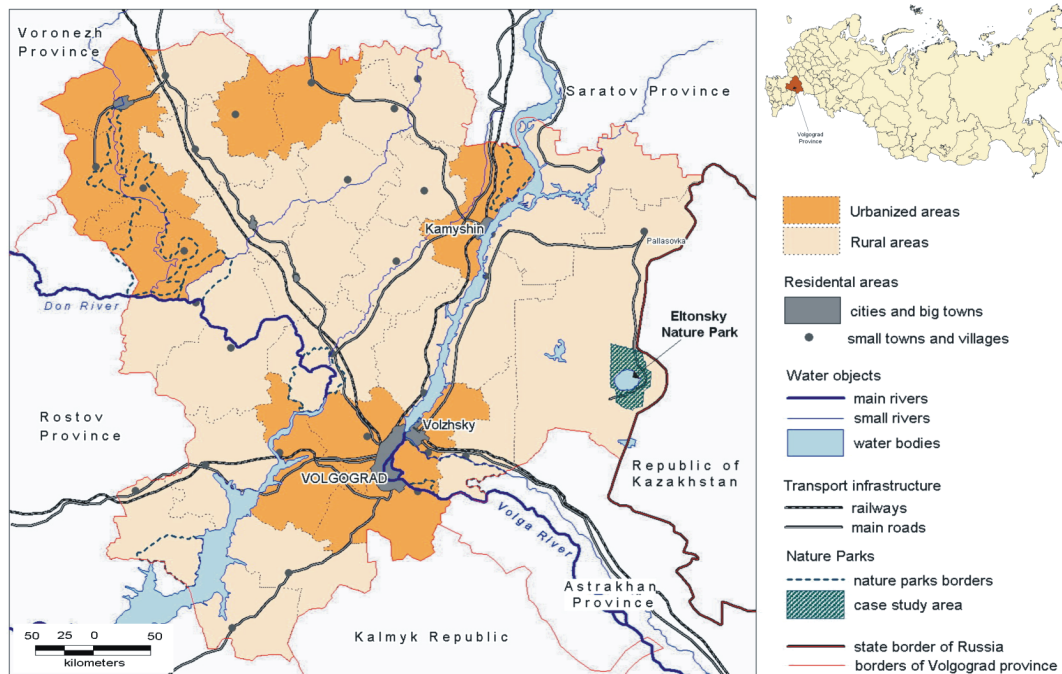 Voronezh
Province
Saratov Province
Kamyshin
Pallasovka
Don River
Eltonsky
Nature Park
Rostov
Province
Volzhsky
VOLGOGRAD
Republic of
Kazakhstan
Volga River
Astrakhan
Province
Kalmyk Republic
50 25 0 50
kilometers
Volgograd
Province
Urbanized areas
Rural areas
Residental areas
cities and big towns
small towns and villages
Water objects
main rivers
small rivers
water bodies
Transport infrastructure
railways
main roads
Nature Parks
nature parks borders
case study area
state border of Russia
borders of Volgograd province